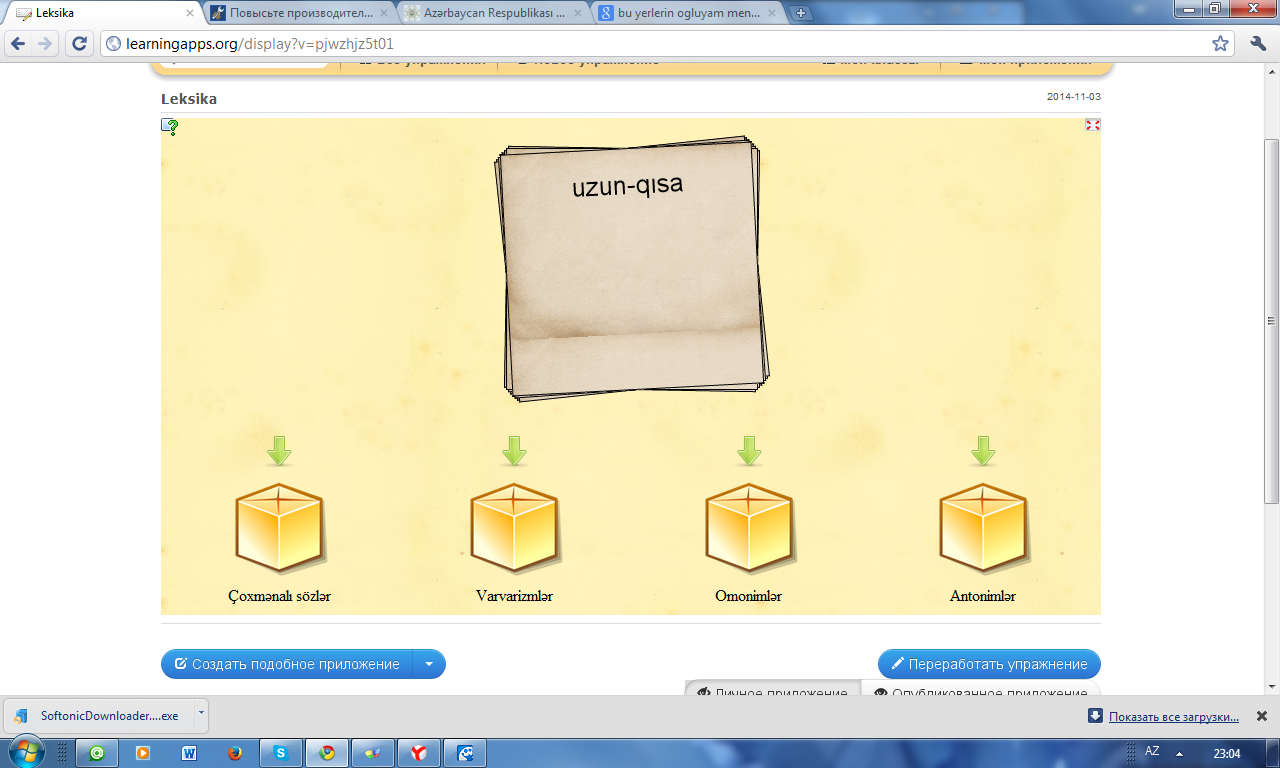 Leksika
Повысьте производител...
Azərbaycan Respublikası ...
bu yerlerin ogluyam men...
learningapps.org/display?v=pjwzhjz5t01
Leksika
2014-11-03
uzun-qısa
Çoxmənalı sözlər
Varvarizmlər
Omonimlər
Antonimlər
Создать подобное приложение
Переработать упражнение
Личное приложение
Опубликованное приложение
SoftonicDownloader....exe
Показать все загрузки...
AZ
23:04